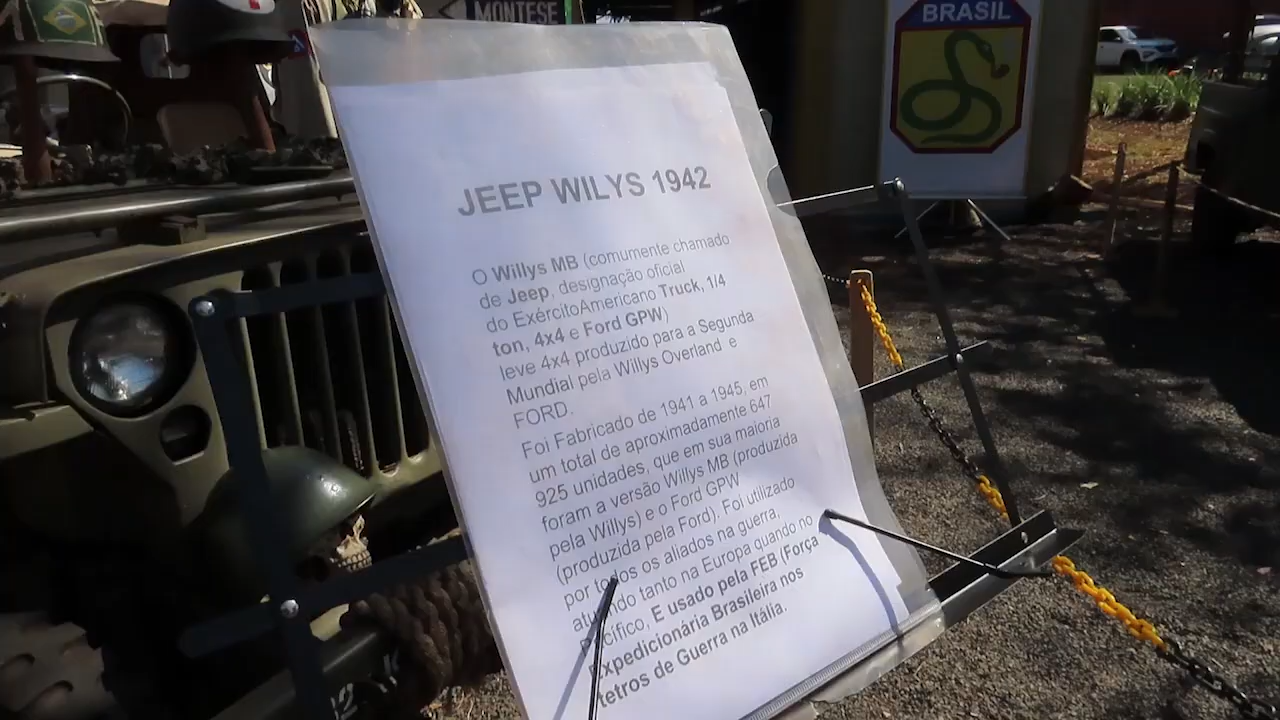 MONTESE
BRASIL
JEEP WILYS 1942
O Willys MB (comumente chamado
de Jeep, designação oficial
do ExércitoAmericano Truck, 1/4
ton, 4x4 e Ford GPW)
leve 4x4 produzido para a Segunda
Mundial pela Willys Overland e
FORD.
Foi Fabricado de 1941 a 1945, em
um total de aproximadamente 647
925 unidades, que em sua maioria
foram a versão Willys MB (produzida
pela Willys) e o Ford GPW
(produzida pela Ford). Foi utilizado
por todos os aliados na guerra,
atuando tanto na Europa quando no
Pacífico. E usado pela FEB (Força
Expedicionária Brasileira nos
tetros de Guerra na Itália.